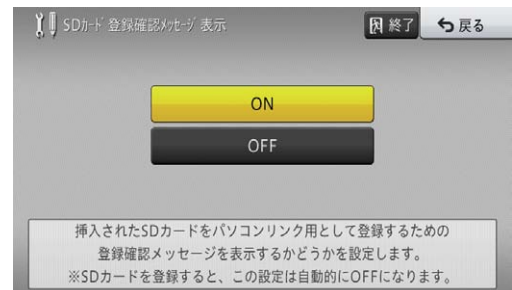 SDｶｰﾄﾞ 登録確認ﾒｯｾｰｼﾞ 表示
終了
戻る
ON
OFF
挿入されたSDカードをパソコンリンク用として登録するための
登録確認メッセージを表示するかどうかを設定します。
※SDカードを登録すると、この設定は自動的にOFFになります。